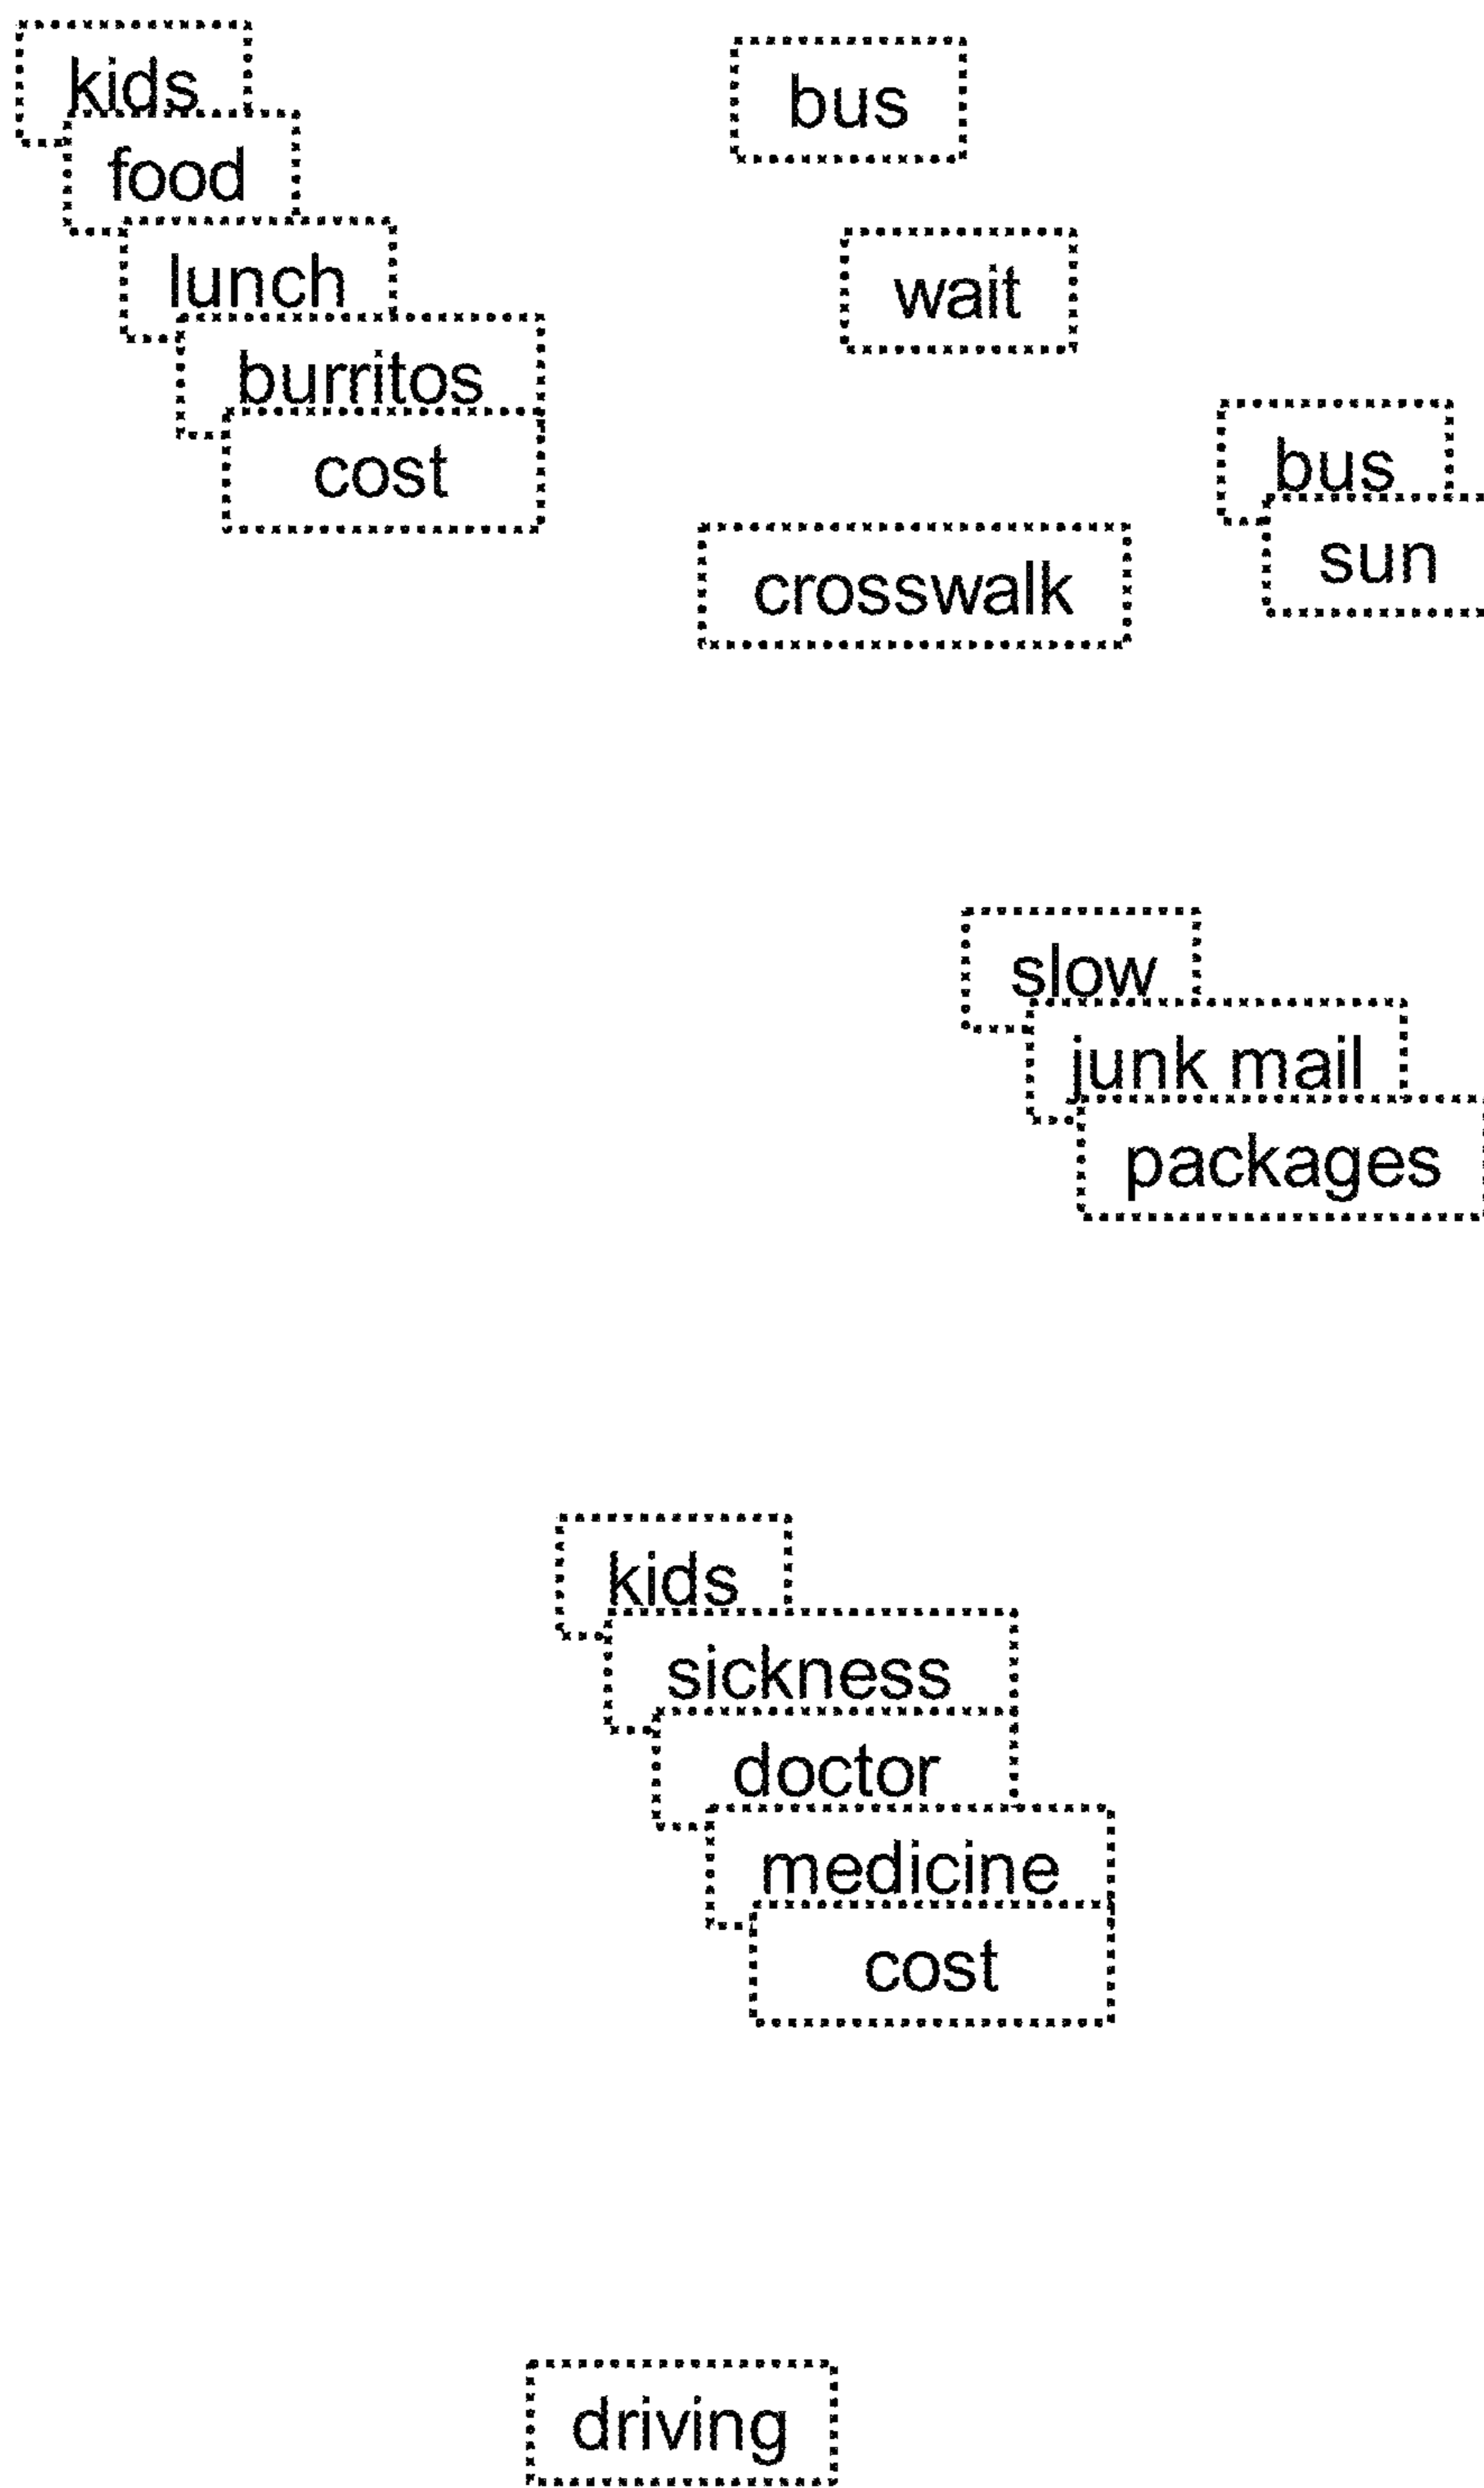 kids
food
lunch
burritos
cost
bus
wait
crosswalk
bus
sun
slow
junk mail
packages
kids
sickness
doctor
medicine
cost
driving